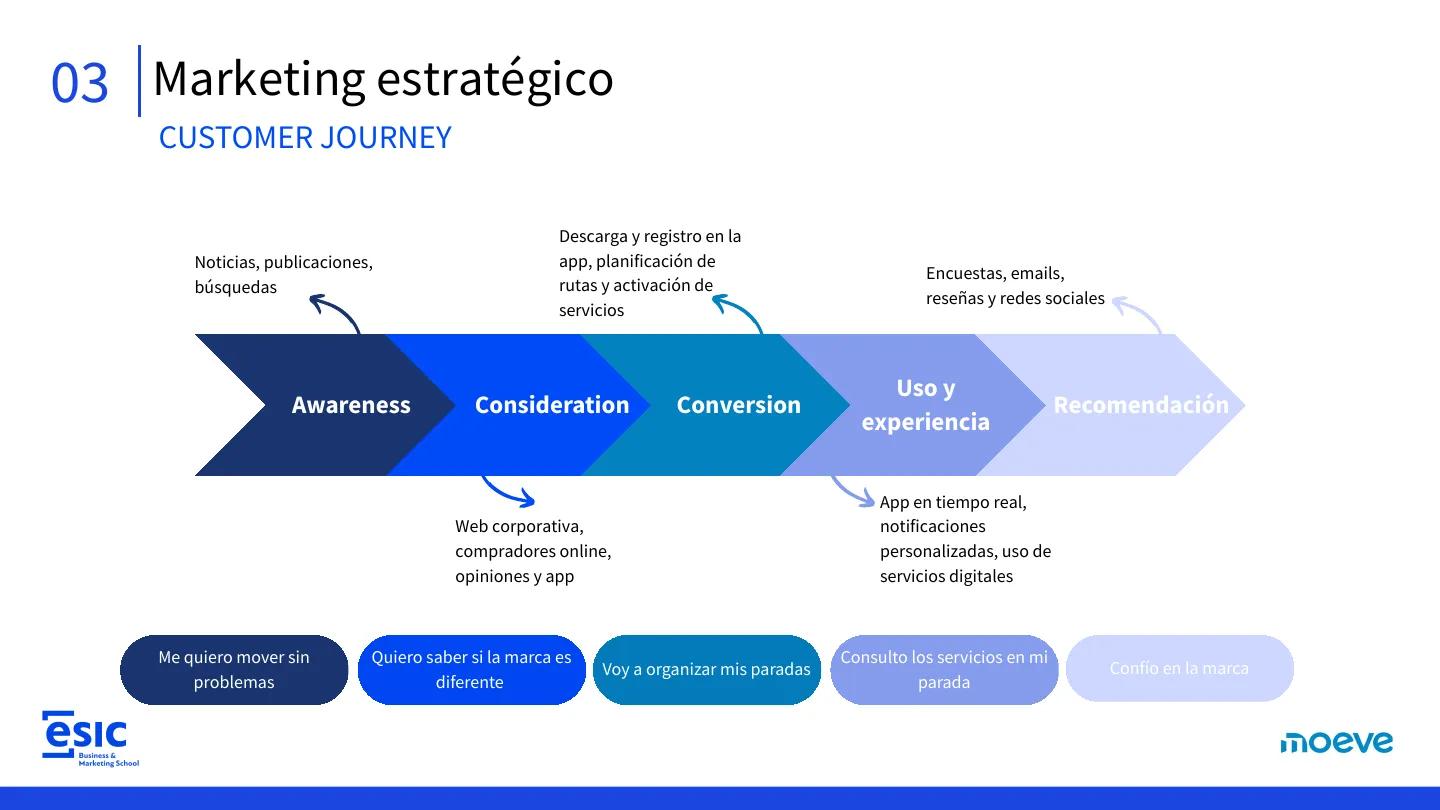 03
Marketing estratégico
CUSTOMER JOURNEY
Noticias, publicaciones,
búsquedas
Descarga y registro en la
app, planificación de
rutas y activación de
servicios
Encuestas, emails,
reseñas y redes sociales
Awareness
Consideration
Conversion
Uso y
experiencia
Recomendación
Web corporativa,
compradores online,
opiniones y app
App en tiempo real,
notificaciones
personalizadas, uso de
servicios digitales
Me quiero mover sin
problemas
Quiero saber si la marca es
diferente
Voy a organizar mis paradas
Consulto los servicios en mi
parada
Confío en la marca
esic
Business &
Marketing School
moeve